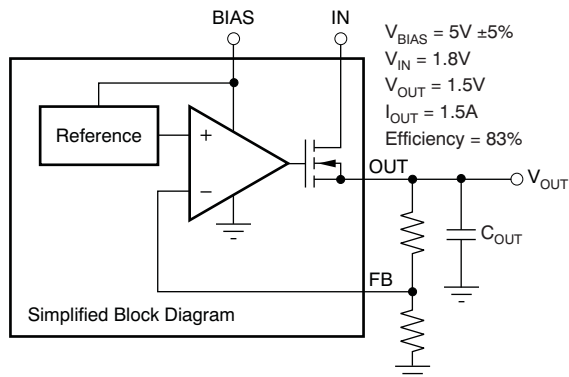 BIAS
IN
V_BIAS = 5V ±5%
V_IN = 1.8V
V_OUT = 1.5V
I_OUT = 1.5A
Efficiency = 83%
Reference
+
−
OUT
V_OUT
C_OUT
FB
Simplified Block Diagram